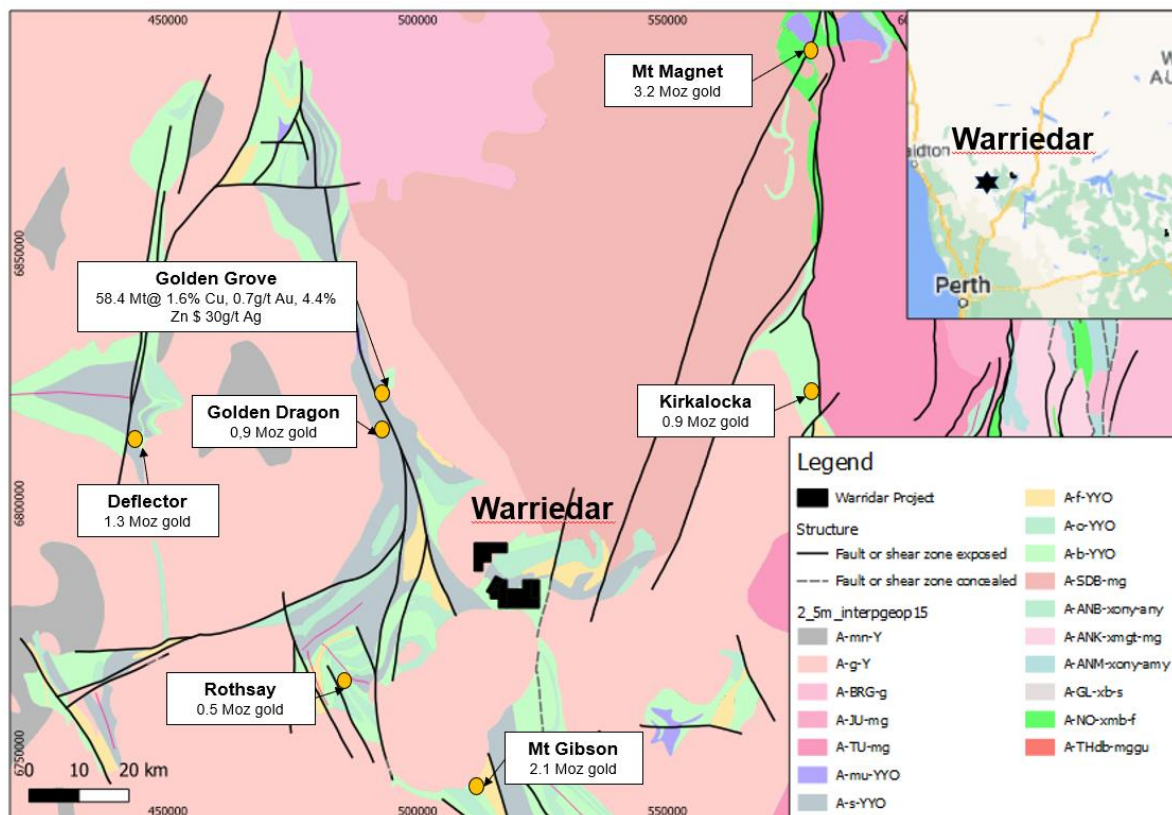 450000
500000
550000
Mt Magnet
3.2 Moz gold
Warriedar
aidton
Perth
W
AU
6850000
Golden Grove
58.4 Mt@ 1.6% Cu, 0.7g/t Au, 4.4%
Zn $ 30g/t Ag
Golden Dragon
0,9 Moz gold
Kirkalocka
0.9 Moz gold
Deflector
1.3 Moz gold
6800000
Warriedar
Rothsay
0.5 Moz gold
Mt Gibson
2.1 Moz gold
6750000
0 10 20 km
450000
500000
550000
Legend
Warridar Project
Structure
Fault or shear zone exposed
Fault or shear zone concealed
2_5m_interpgeop15
A-mn-Y
A-g-Y
A-BRG-g
A-JU-mg
A-TU-mg
A-mu-YYO
A-s-YYO
A-f-YYO
A-o-YYO
A-b-YYO
A-SDB-mg
A-ANB-xony-any
A-ANK-xmgt-mg
A-ANM-xony-amy
A-GL-xb-s
A-NO-xmb-f
A-THdb-mggu